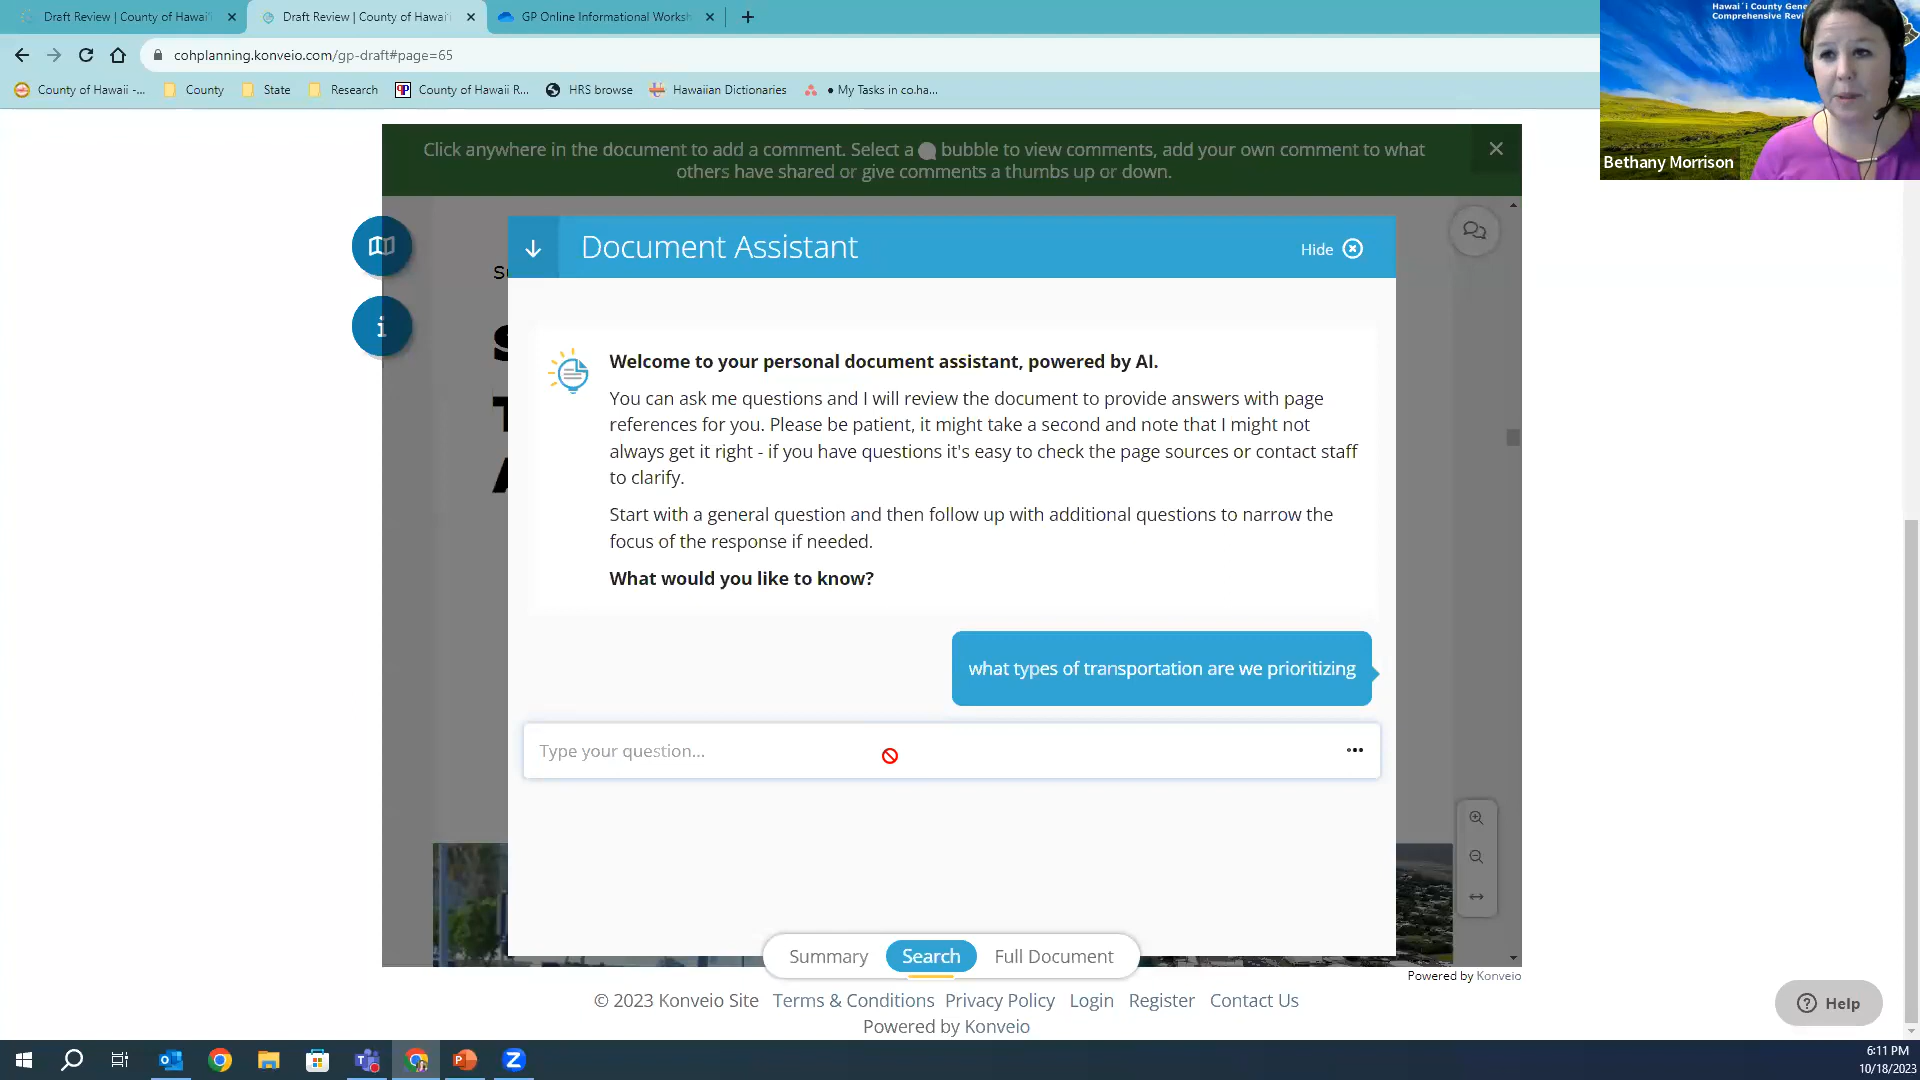 Draft Review | County of Hawai'i
Draft Review | County of Hawai'i
GP Online Informational Worksh
cohplanning.konveio.com/gp-draft#page=65
County of Hawaii -...
County
State
Research
County of Hawaii R...
HRS browse
Hawaiian Dictionaries
● My Tasks in co.ha...
Hawai`i County Gene
Comprehensive Revi
Bethany Morrison
Click anywhere in the document to add a comment. Select a bubble to view comments, add your own comment to what
others have shared or give comments a thumbs up or down.
Document Assistant
Hide
Welcome to your personal document assistant, powered by AI.
You can ask me questions and I will review the document to provide answers with page
references for you. Please be patient, it might take a second and note that I might not
always get it right - if you have questions it's easy to check the page sources or contact staff
to clarify.
Start with a general question and then follow up with additional questions to narrow the
focus of the response if needed.
What would you like to know?
what types of transportation are we prioritizing
Type your question...
Summary
Search
Full Document
Powered by Konveio
© 2023 Konveio Site Terms & Conditions Privacy Policy Login Register Contact Us
Powered by Konveio
Help
6:11 PM
10/18/2023